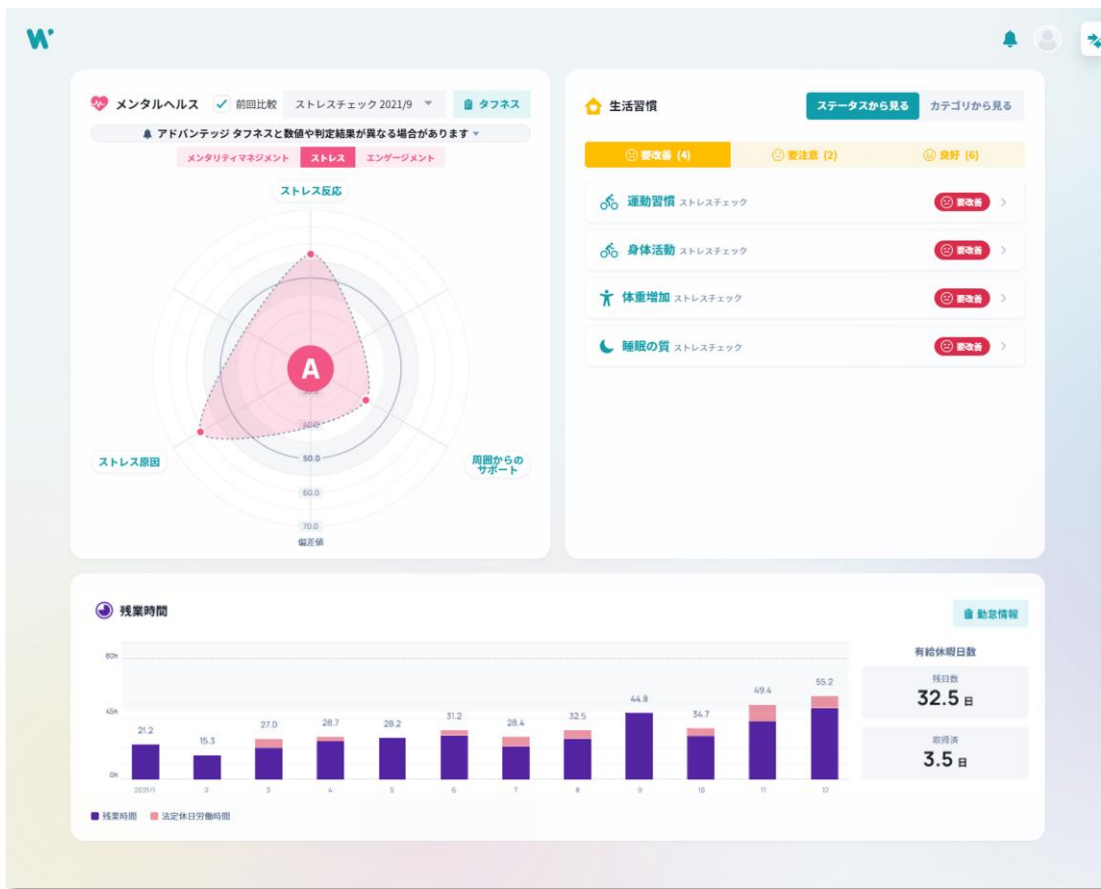 W
メンタルヘルス 前回比較 ストレスチェック 2021/9 タフネス
アドバンテッジ タフネスと数値や判定結果が異なる場合があります
メンタリティマネジメント ストレス エンゲージメント
ストレス反応
A
40.0
50.0
60.0
70.0
偏差値
ストレス原因
周囲からの
サポート
生活習慣 ステータスから見る カテゴリから見る
要改善 (4) 要注意 (2) 良好 (6)
運動習慣 ストレスチェック 要改善
身体活動 ストレスチェック 要改善
体重増加 ストレスチェック 要改善
睡眠の質 ストレスチェック 要改善
残業時間 勤怠情報
80h
45h
0h
21.2 15.3 27.0 28.7 28.2 31.2 28.4 32.5 44.8 34.7 49.4 55.2
2021/1 2 3 4 5 6 7 8 9 10 11 12
残業時間 法定休日労働時間
有給休暇日数
残日数
32.5 日
取得済
3.5 日